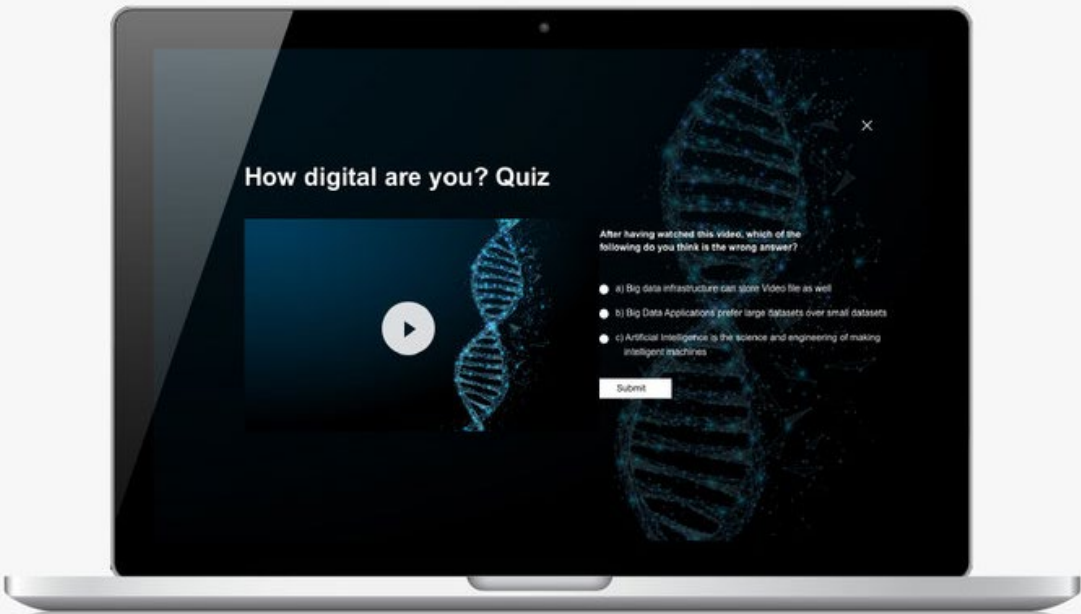 How digital are you? Quiz
After having watched this video, which of the
following do you think is the wrong answer?
a) Big data infrastructure can store Video file as well
b) Big Data Applications prefer large datasets over small datasets
c) Artificial Intelligence is the science and engineering of making
intelligent machines
Submit